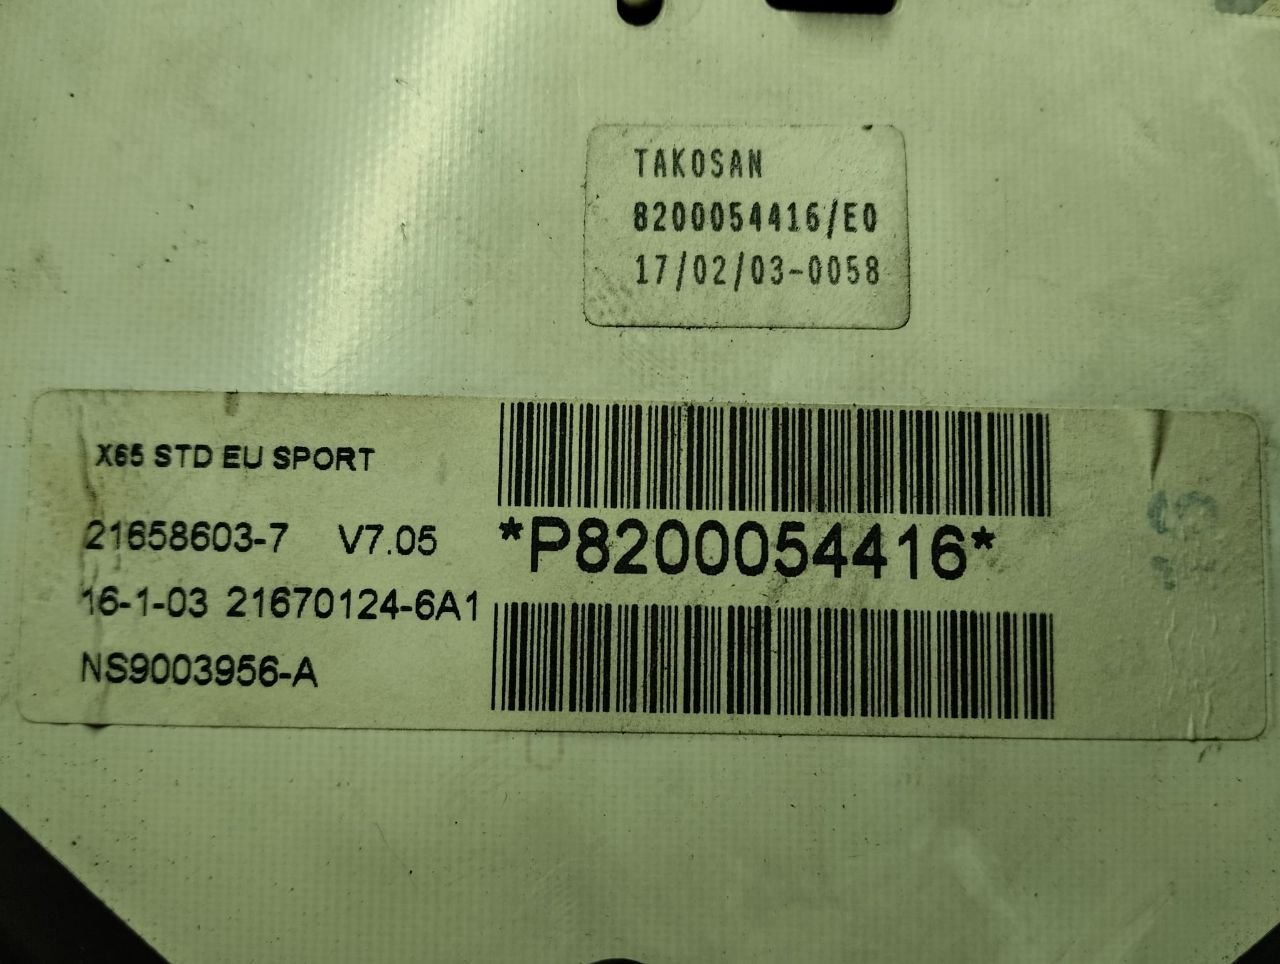 TAKOSAN
8200054416/E0
17/02/03-0058
X65 STD EU SPORT
21658603-7 V7.05
*P8200054416*
16-1-03 21670124-6A1
NS9003956-A